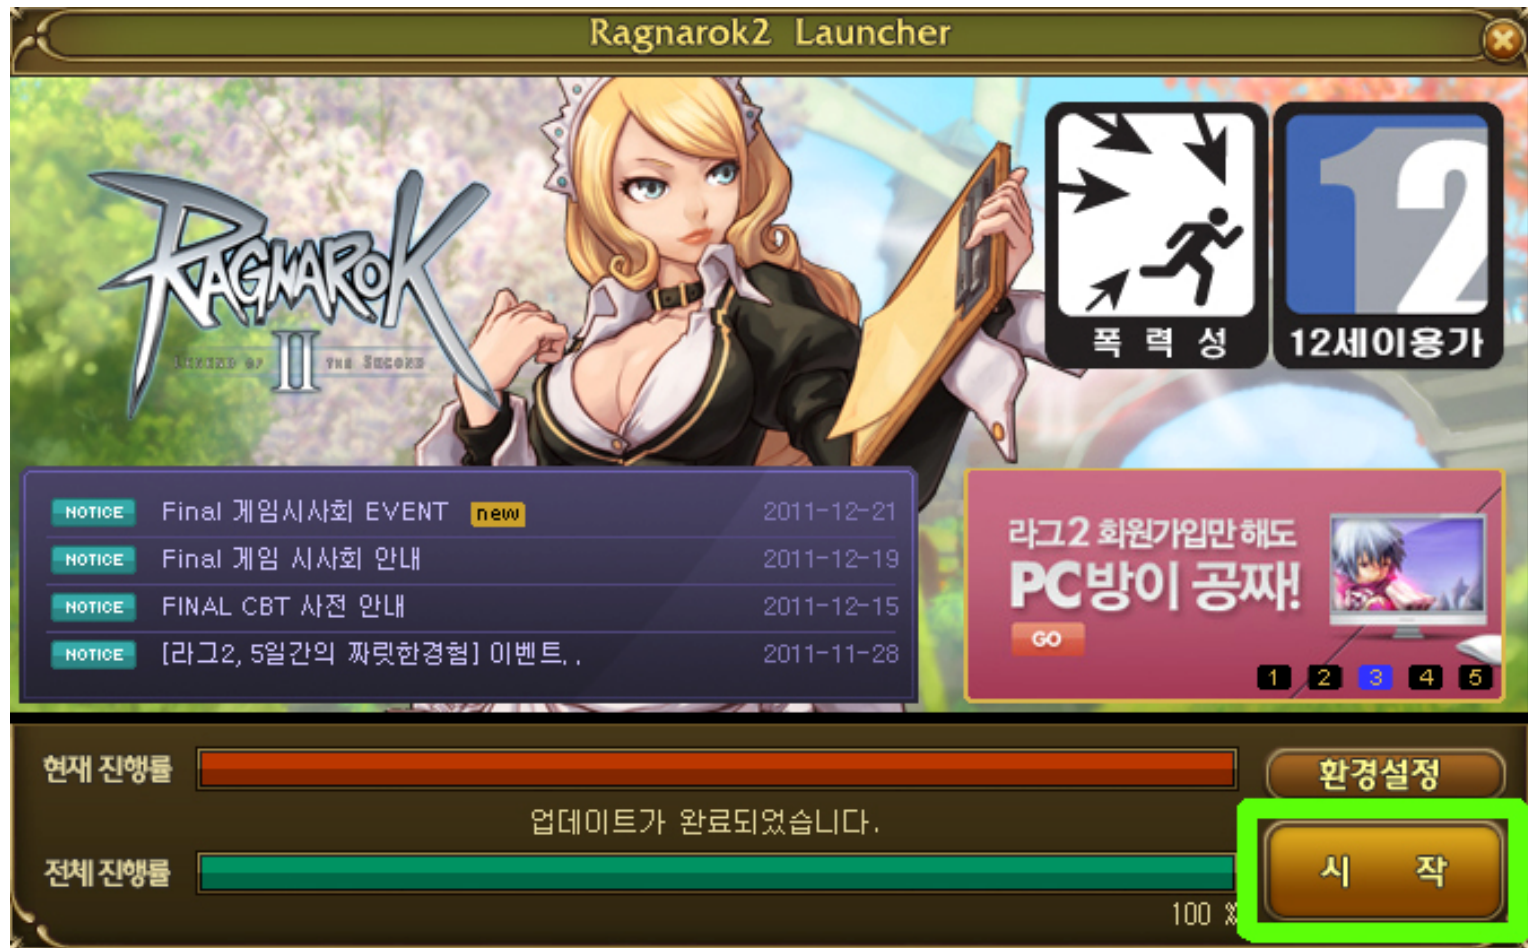 Ragnarok2 Launcher
RAGNAROK
II
LEGEND OF THE SECOND
12
폭력성
12세이용가
NOTICE Final 게임시사회 EVENT new 2011-12-21
NOTICE Final 게임 시사회 안내 2011-12-19
NOTICE FINAL CBT 사전 안내 2011-12-15
NOTICE [라그2, 5일간의 짜릿한경험] 이벤트.. 2011-11-28
라그2 회원가입만 해도
PC방이 공짜!
GO
1 2 3 4 5
현재 진행률
환경설정
업데이트가 완료되었습니다.
전체 진행률
시 작
100 %